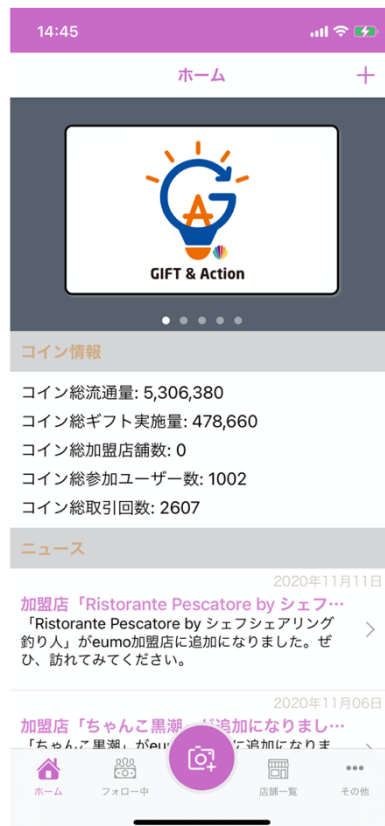 14:45
ホーム
GIFT & Action
コイン情報
コイン総流通量: 5,306,380
コイン総ギフト実施量: 478,660
コイン総加盟店舗数: 0
コイン総参加ユーザー数: 1002
コイン総取引回数: 2607
ニュース
2020年11月11日
加盟店「Ristorante Pescatore by シェフ…
「Ristorante Pescatore by シェフシェアリング
釣り人」がeumo加盟店に追加になりました。ぜ
ひ、訪れてみてください。
2020年11月06日
加盟店「ちゃんこ黒潮」が追加になりまし…
「ちゃんこ黒潮」がeu
に追加になりま
ホーム
フォロー中
店舗一覧
その他